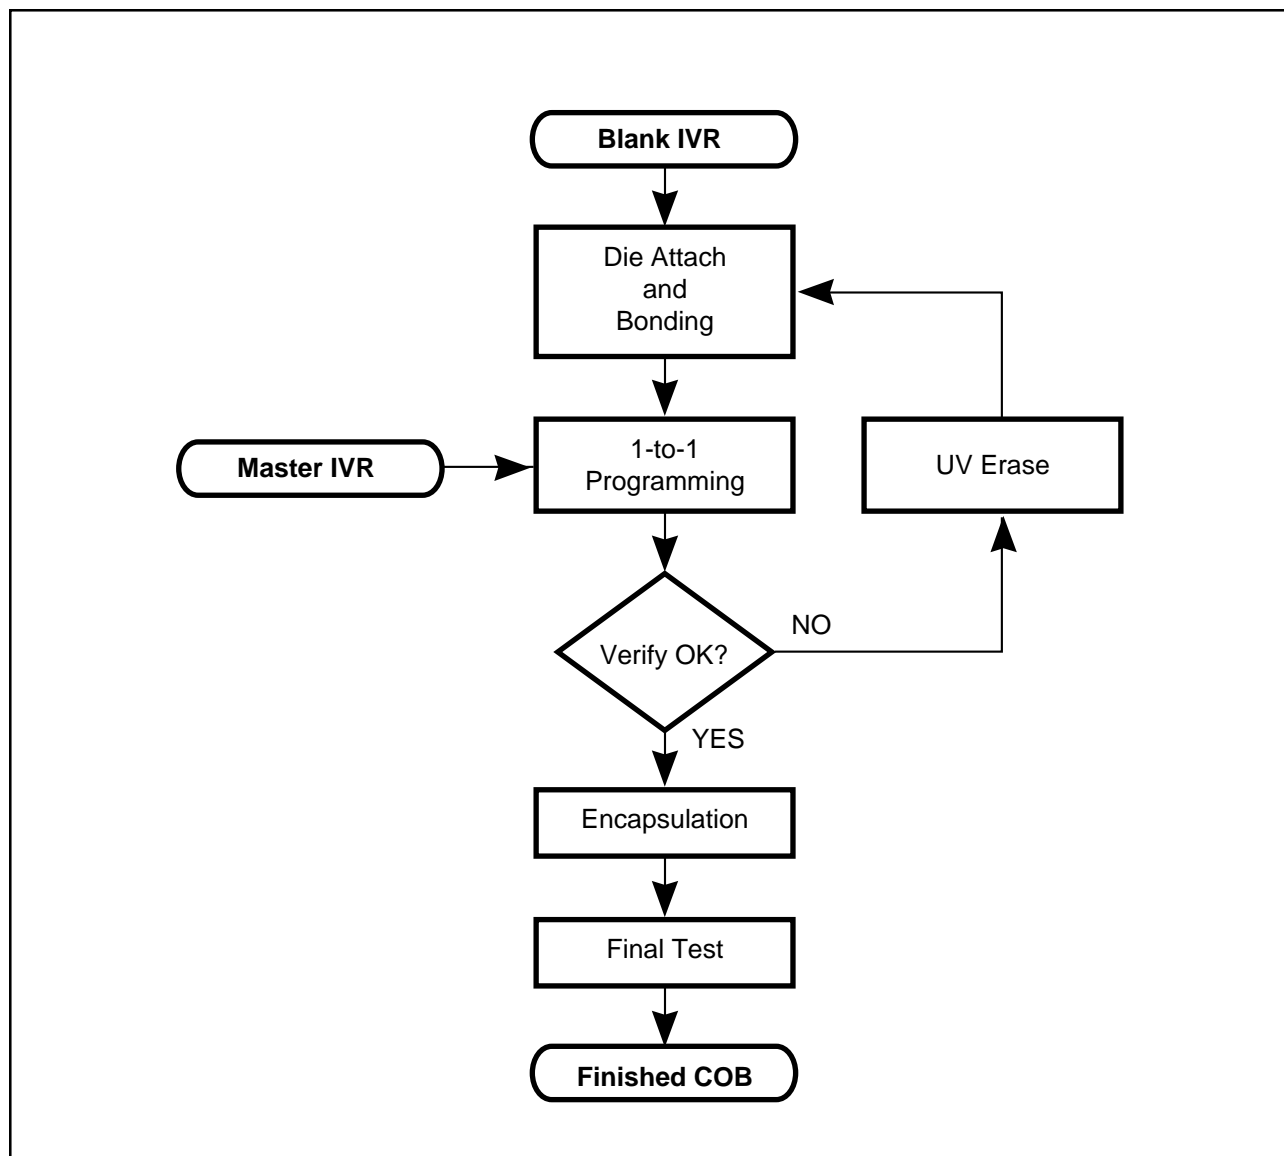 Blank IVR
Die Attach
and
Bonding
Master IVR
1-to-1
Programming
UV Erase
Verify OK?
NO
YES
Encapsulation
Final Test
Finished COB